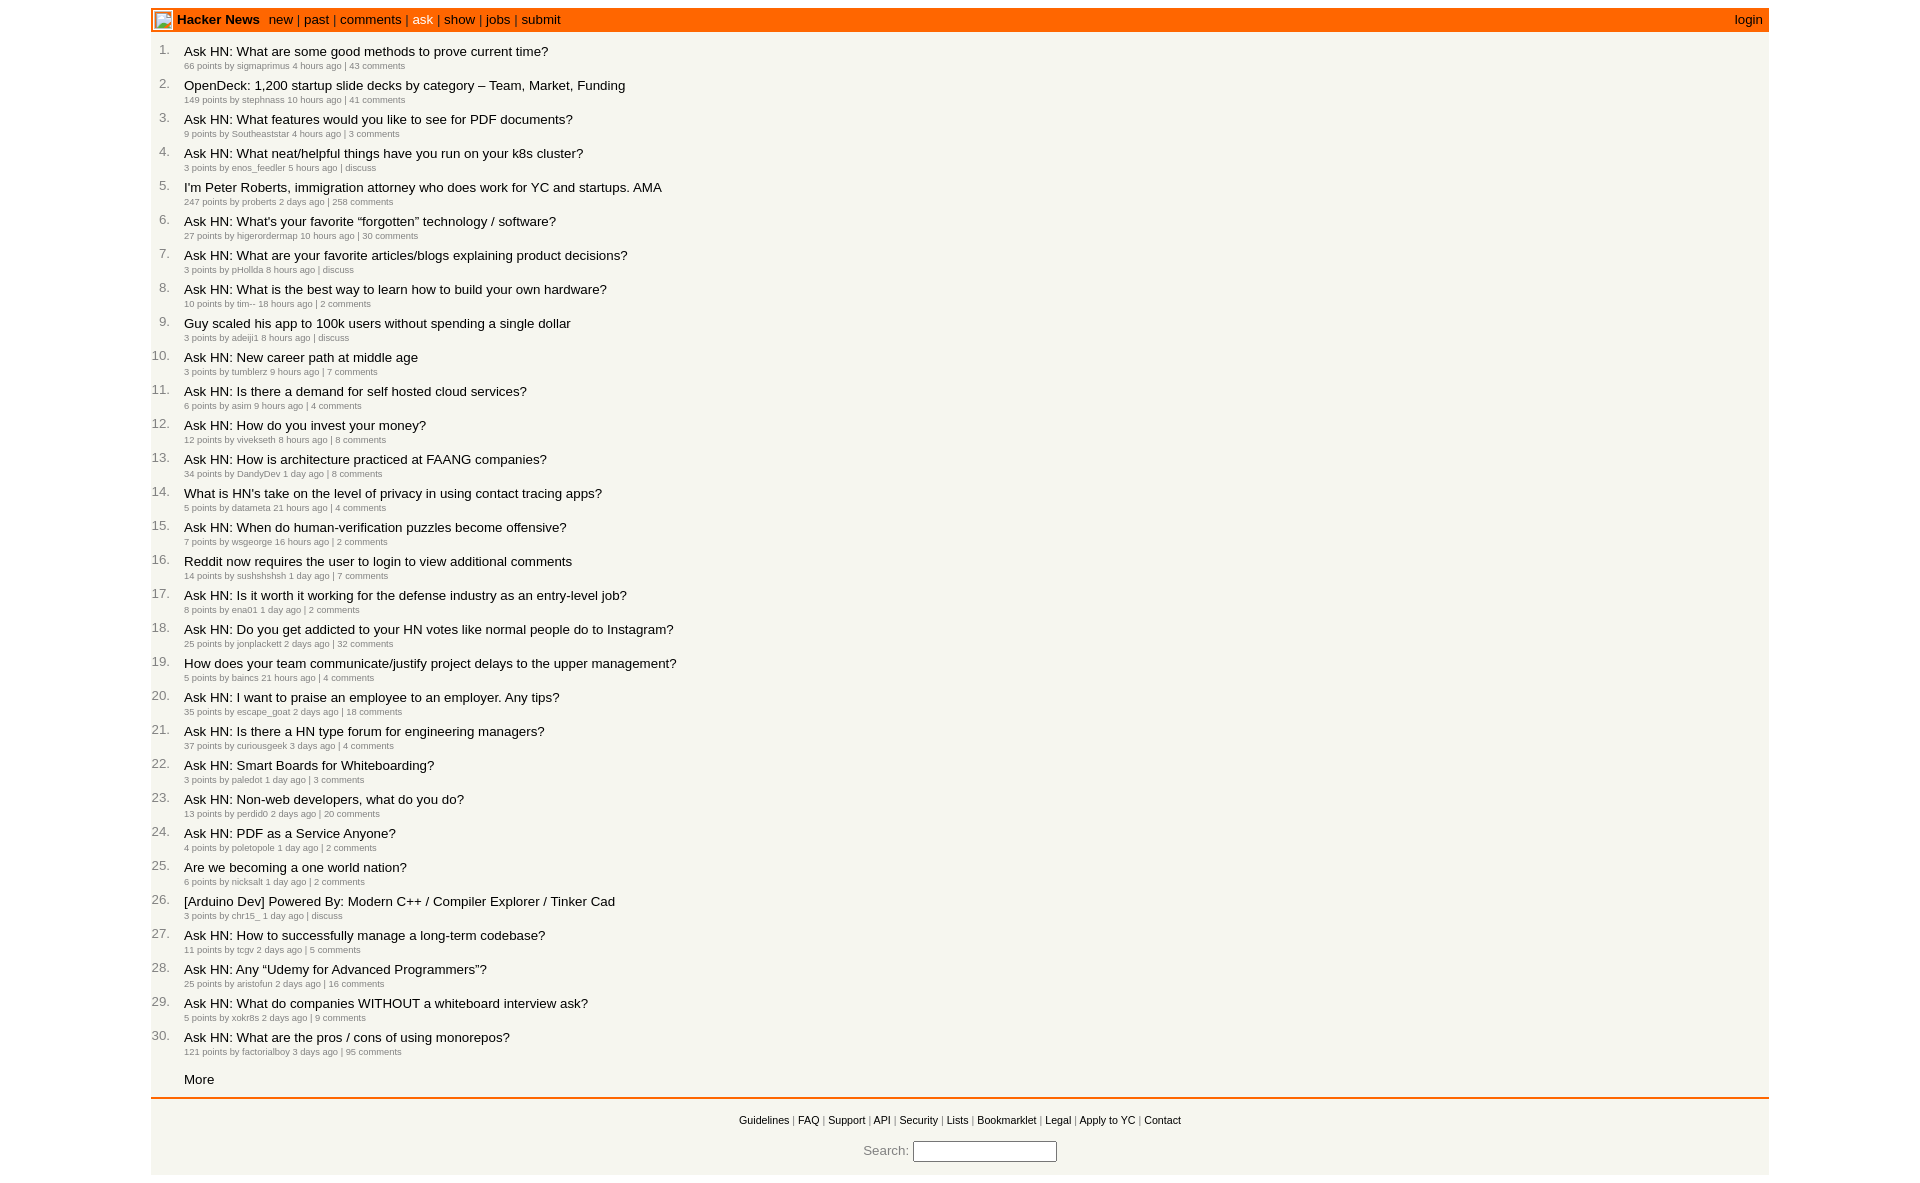 Hacker News new | past | comments | ask | show | jobs | submit login
1. Ask HN: What are some good methods to prove current time?
66 points by sigmaprimus 4 hours ago | 43 comments
2. OpenDeck: 1,200 startup slide decks by category – Team, Market, Funding
149 points by stephnass 10 hours ago | 41 comments
3. Ask HN: What features would you like to see for PDF documents?
9 points by Southeaststar 4 hours ago | 3 comments
4. Ask HN: What neat/helpful things have you run on your k8s cluster?
3 points by enos_feedler 5 hours ago | discuss
5. I'm Peter Roberts, immigration attorney who does work for YC and startups. AMA
247 points by proberts 2 days ago | 258 comments
6. Ask HN: What's your favorite “forgotten” technology / software?
27 points by higerordermap 10 hours ago | 30 comments
7. Ask HN: What are your favorite articles/blogs explaining product decisions?
3 points by pHollda 8 hours ago | discuss
8. Ask HN: What is the best way to learn how to build your own hardware?
10 points by tim-- 18 hours ago | 2 comments
9. Guy scaled his app to 100k users without spending a single dollar
3 points by adeiji1 8 hours ago | discuss
10. Ask HN: New career path at middle age
3 points by tumblerz 9 hours ago | 7 comments
11. Ask HN: Is there a demand for self hosted cloud services?
6 points by asim 9 hours ago | 4 comments
12. Ask HN: How do you invest your money?
12 points by vivekseth 8 hours ago | 8 comments
13. Ask HN: How is architecture practiced at FAANG companies?
34 points by DandyDev 1 day ago | 8 comments
14. What is HN's take on the level of privacy in using contact tracing apps?
5 points by datameta 21 hours ago | 4 comments
15. Ask HN: When do human-verification puzzles become offensive?
7 points by wsgeorge 16 hours ago | 2 comments
16. Reddit now requires the user to login to view additional comments
14 points by sushshshsh 1 day ago | 7 comments
17. Ask HN: Is it worth it working for the defense industry as an entry-level job?
8 points by ena01 1 day ago | 2 comments
18. Ask HN: Do you get addicted to your HN votes like normal people do to Instagram?
25 points by jonplackett 2 days ago | 32 comments
19. How does your team communicate/justify project delays to the upper management?
5 points by baincs 21 hours ago | 4 comments
20. Ask HN: I want to praise an employee to an employer. Any tips?
35 points by escape_goat 2 days ago | 18 comments
21. Ask HN: Is there a HN type forum for engineering managers?
37 points by curiousgeek 3 days ago | 4 comments
22. Ask HN: Smart Boards for Whiteboarding?
3 points by paledot 1 day ago | 3 comments
23. Ask HN: Non-web developers, what do you do?
13 points by perdid0 2 days ago | 20 comments
24. Ask HN: PDF as a Service Anyone?
4 points by poletopole 1 day ago | 2 comments
25. Are we becoming a one world nation?
6 points by nicksalt 1 day ago | 2 comments
26. [Arduino Dev] Powered By: Modern C++ / Compiler Explorer / Tinker Cad
3 points by chr15_ 1 day ago | discuss
27. Ask HN: How to successfully manage a long-term codebase?
11 points by tcgv 2 days ago | 5 comments
28. Ask HN: Any “Udemy for Advanced Programmers”?
25 points by aristofun 2 days ago | 16 comments
29. Ask HN: What do companies WITHOUT a whiteboard interview ask?
5 points by xokr8s 2 days ago | 9 comments
30. Ask HN: What are the pros / cons of using monorepos?
121 points by factorialboy 3 days ago | 95 comments
More
Guidelines | FAQ | Support | API | Security | Lists | Bookmarklet | Legal | Apply to YC | Contact
Search: